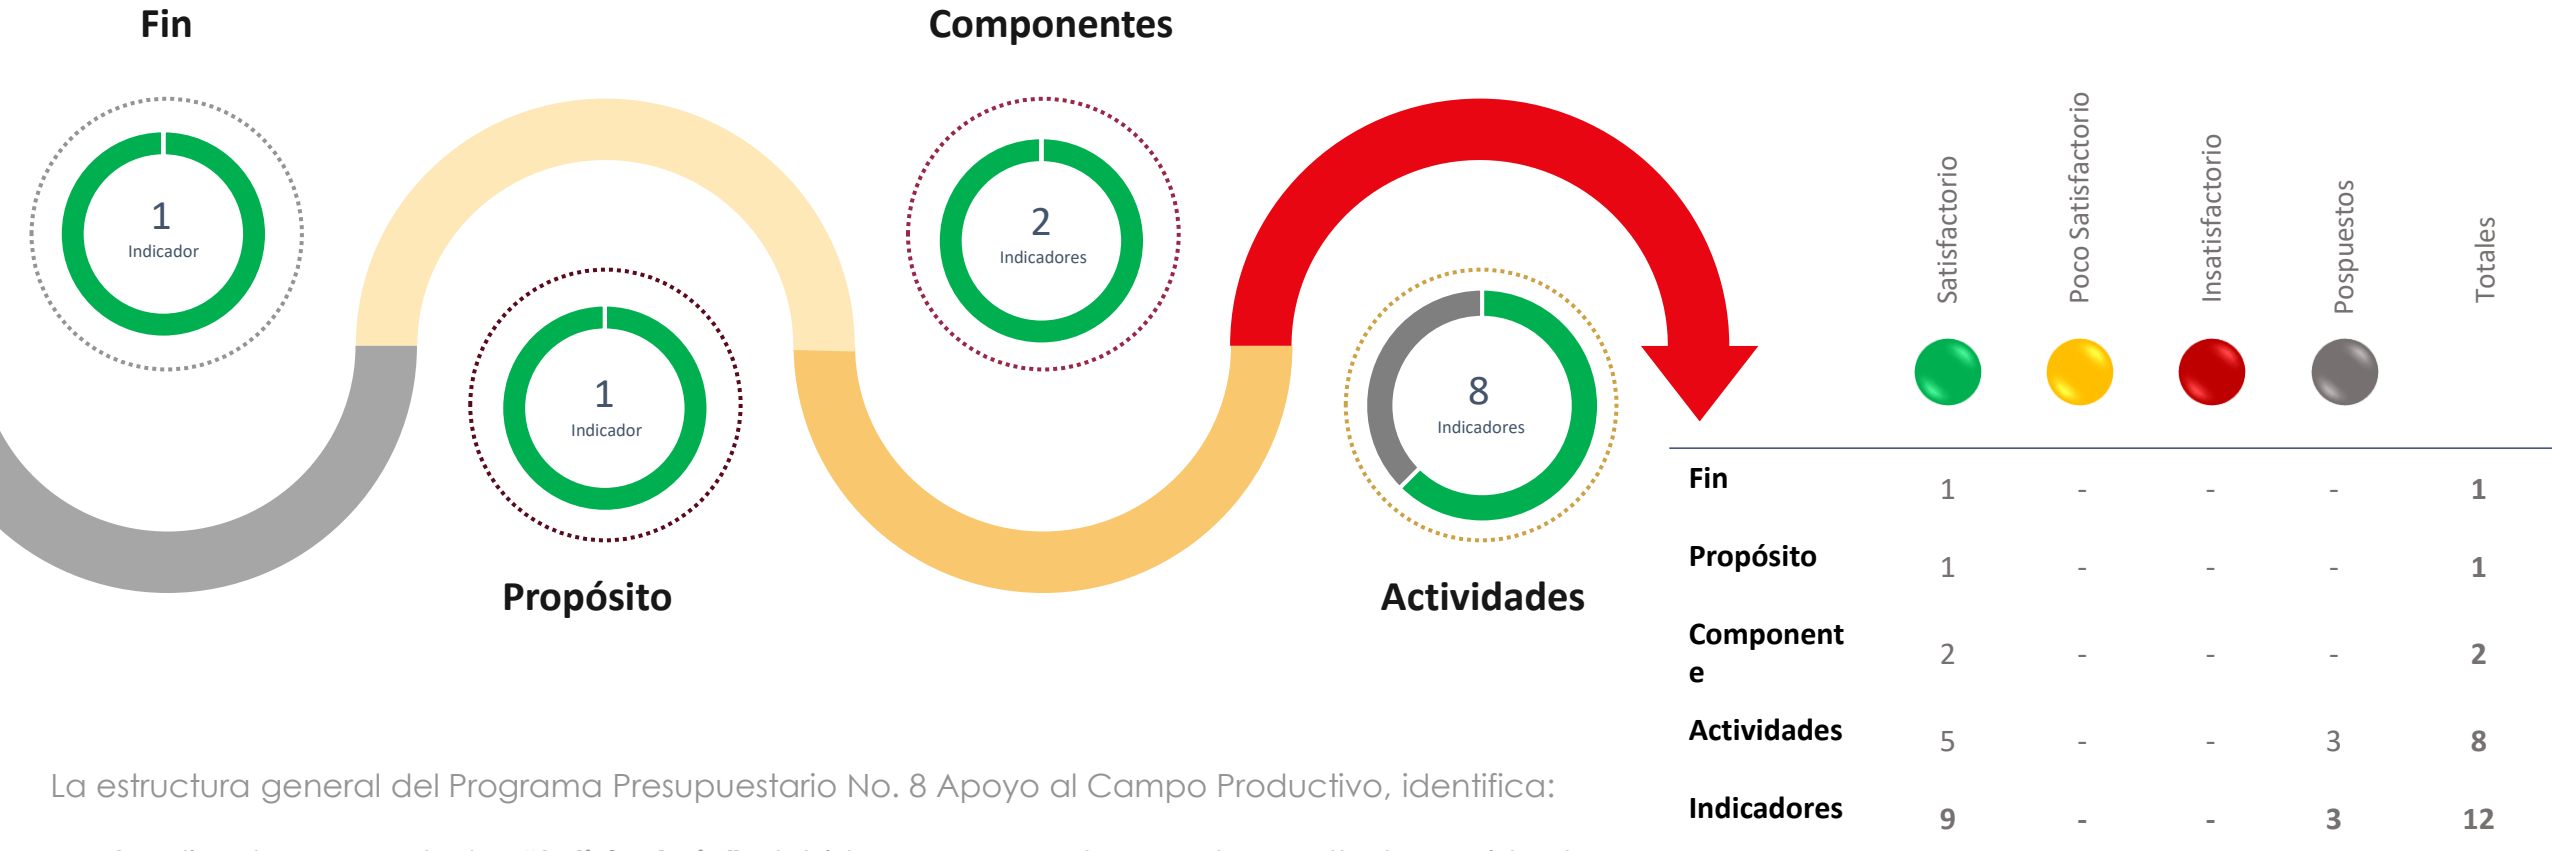 Fin
Componentes
1
Indicador
2
Indicadores
1
Indicador
8
Indicadores
Propósito
Actividades
Satisfactorio
Poco Satisfactorio
Insatisfactorio
Pospuestos
Totales
Fin 1 - - - 1
Propósito 1 - - - 1
Component
e 2 - - - 2
Actividades 5 - - 3 8
Indicadores 9 - - 3 12
La estructura general del Programa Presupuestario No. 8 Apoyo al Campo Productivo, identifica: